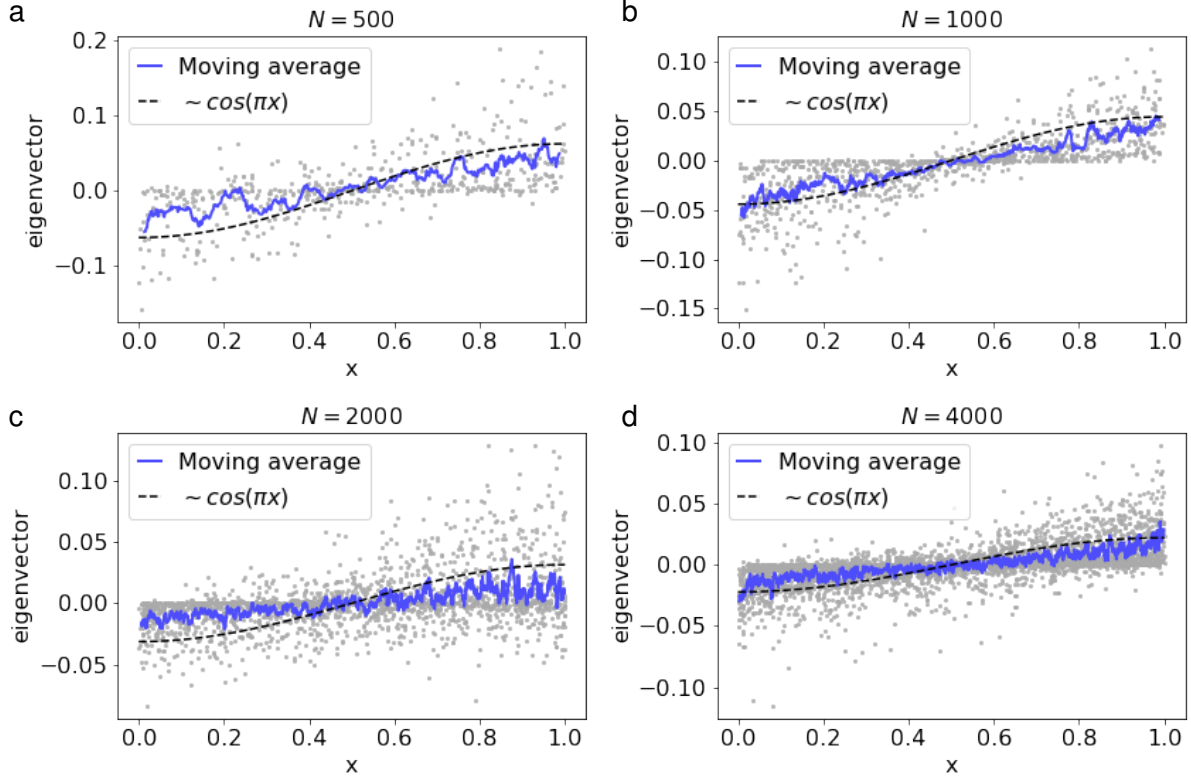 a
N = 500
0.2
0.1
0.0
−0.1
eigenvector
Moving average
~ cos(πx)
0.0 0.2 0.4 0.6 0.8 1.0
x
b
N = 1000
0.10
0.05
0.00
−0.05
−0.10
−0.15
eigenvector
Moving average
~ cos(πx)
0.0 0.2 0.4 0.6 0.8 1.0
x
c
N = 2000
0.10
0.05
0.00
−0.05
eigenvector
Moving average
~ cos(πx)
0.0 0.2 0.4 0.6 0.8 1.0
x
d
N = 4000
0.10
0.05
0.00
−0.05
−0.10
eigenvector
Moving average
~ cos(πx)
0.0 0.2 0.4 0.6 0.8 1.0
x